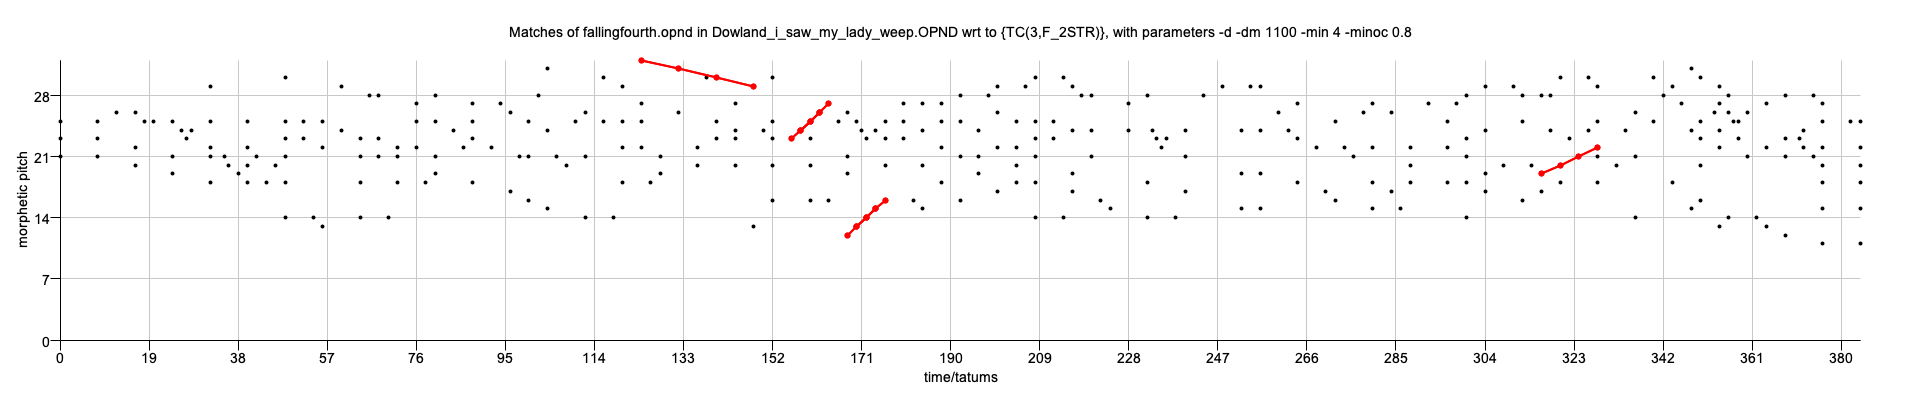 Matches of fallingfourth.opnd in Dowland_i_saw_my_lady_weep.OPND wrt to {TC(3,F_2STR)}, with parameters -d -dm 1100 -min 4 -minoc 0.8
morphetic pitch
28
21
14
7
0
0 19 38 57 76 95 114 133 152 171 190 209 228 247 266 285 304 323 342 361 380
time/tatums